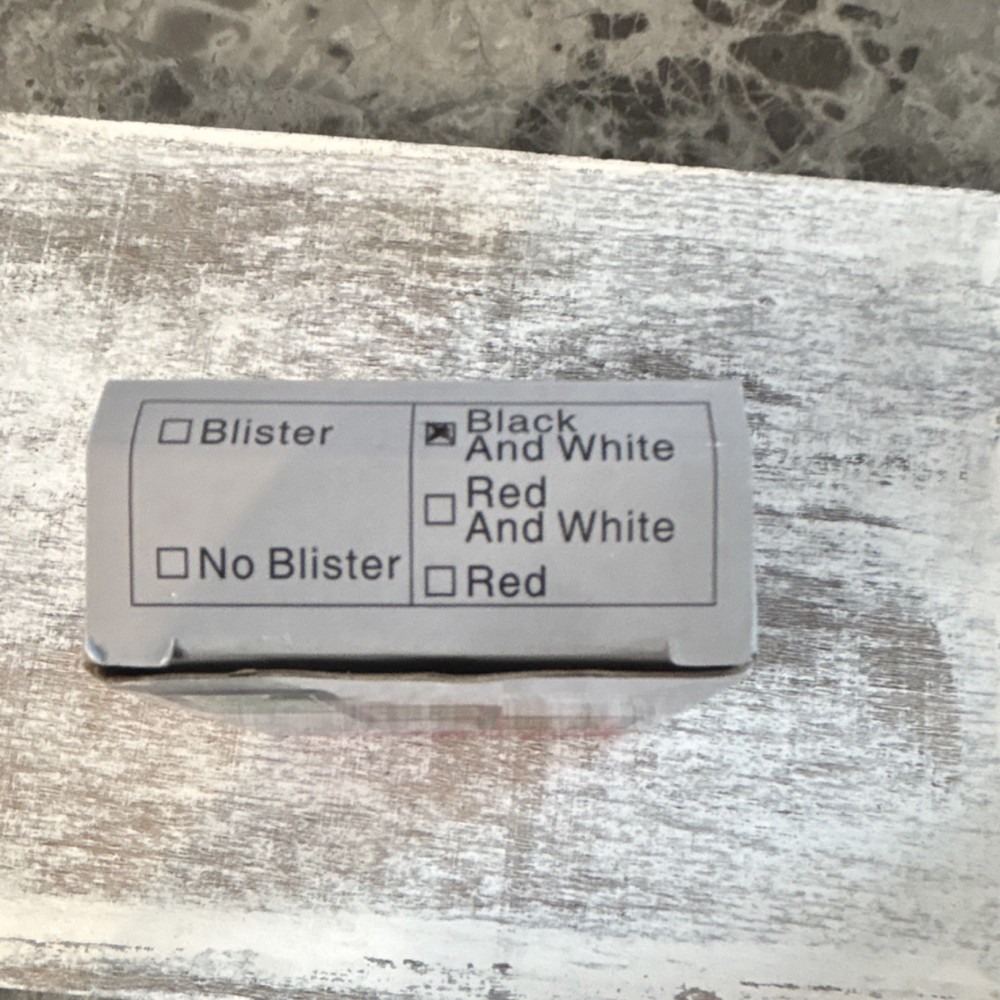 Blister
No Blister
Black
And White
Red
And White
Red